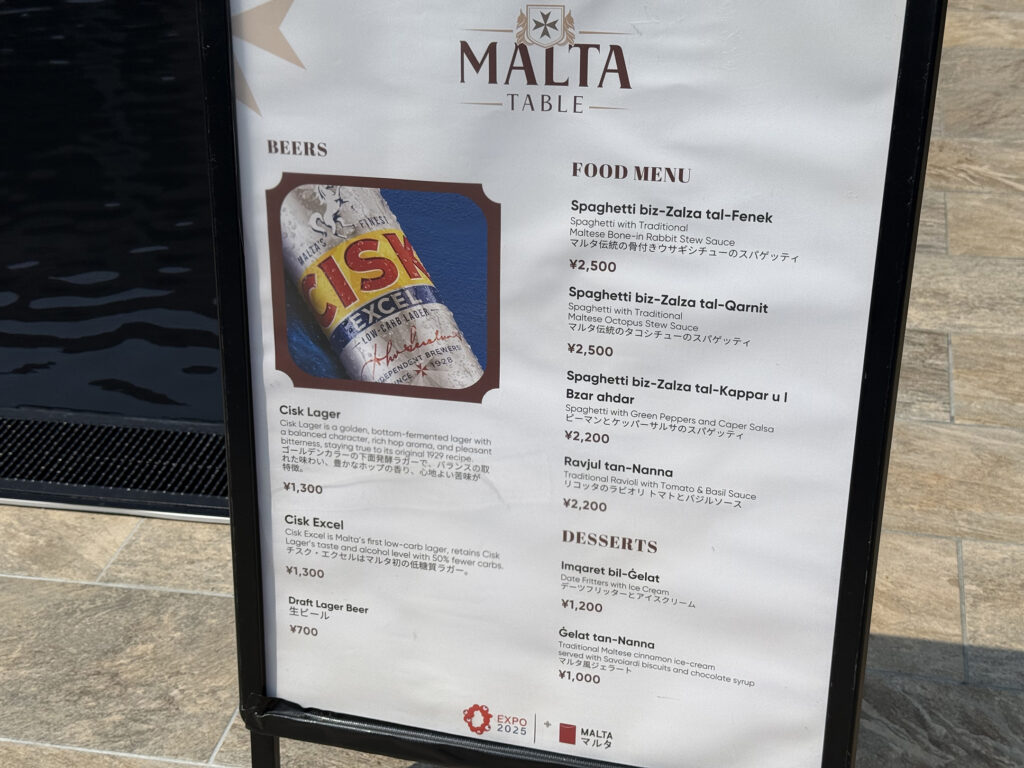 MALTA
TABLE
BEERS
MALTA'S FINEST
CISK
EXCEL
LOW-CARB LAGER
INDEPENDENT BREWERS
SINCE 1928
Cisk Lager
Cisk Lager is a golden, bottom-fermented lager with
a balanced character, rich hop aroma, and pleasant
bitterness, staying true to its original 1929 recipe.
ゴールデンカラーの下面発酵ラガーで、バランスの取
れた味わい、豊かなホップの香り、心地よい苦味が
特徴。
¥1,300
Cisk Excel
Cisk Excel is Malta's first low-carb lager, retains Cisk
Lager's taste and alcohol level with 50% fewer carbs.
チスク・エクセルはマルタ初の低糖質ラガー。
¥1,300
Draft Lager Beer
生ビール
¥700
FOOD MENU
Spaghetti biz-Zalza tal-Fenek
Spaghetti with Traditional
Maltese Bone-in Rabbit Stew Sauce
マルタ伝統の骨付きウサギシチューのスパゲッティ
¥2,500
Spaghetti biz-Zalza tal-Qarnit
Spaghetti with Traditional
Maltese Octopus Stew Sauce
マルタ伝統のタコシチューのスパゲッティ
¥2,500
Spaghetti biz-Zalza tal-Kappar u l
Bzar ahdar
Spaghetti with Green Peppers and Caper Salsa
ピーマンとケッパーサルサのスパゲッティ
¥2,200
Ravjul tan-Nanna
Traditional Ravioli with Tomato & Basil Sauce
リコッタのラビオリ トマトとバジルソース
¥2,200
DESSERTS
Imqaret bil-Ġelat
Date Fritters with Ice Cream
デーツフリッターとアイスクリーム
¥1,200
Ġelat tan-Nanna
Traditional Maltese cinnamon ice-cream
served with Savoiardi biscuits and chocolate syrup
マルタ風ジェラート
¥1,000
EXPO
2025
MALTA
マルタ